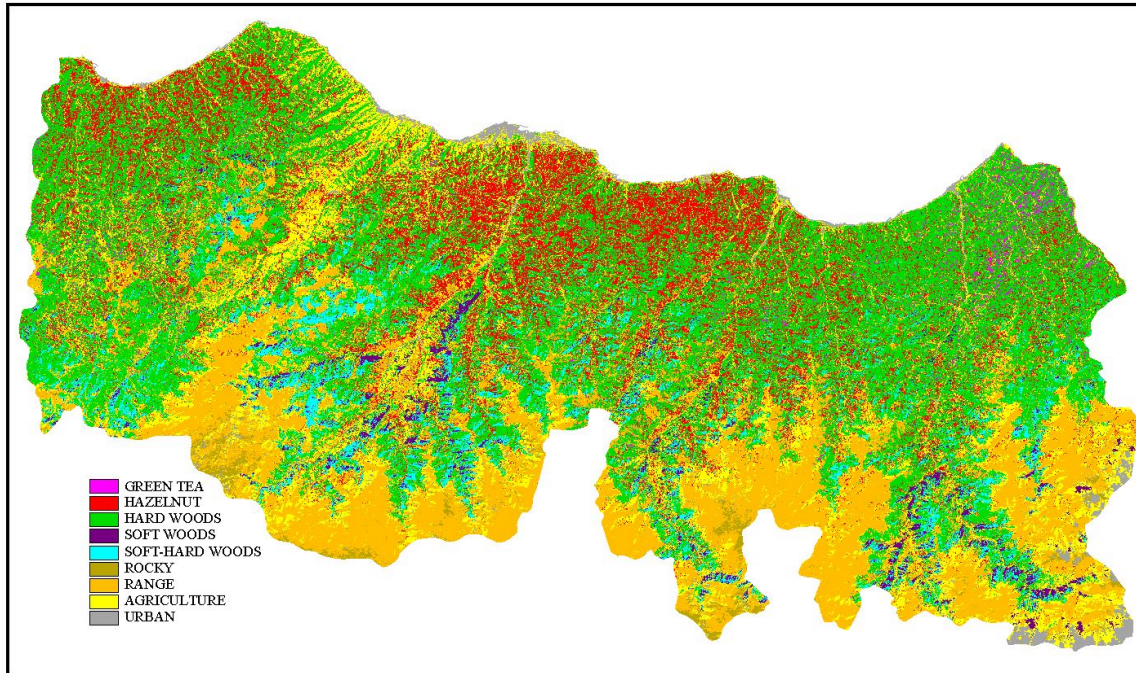 GREEN TEA
HAZELNUT
HARD WOODS
SOFT WOODS
SOFT-HARD WOODS
ROCKY
RANGE
AGRICULTURE
URBAN